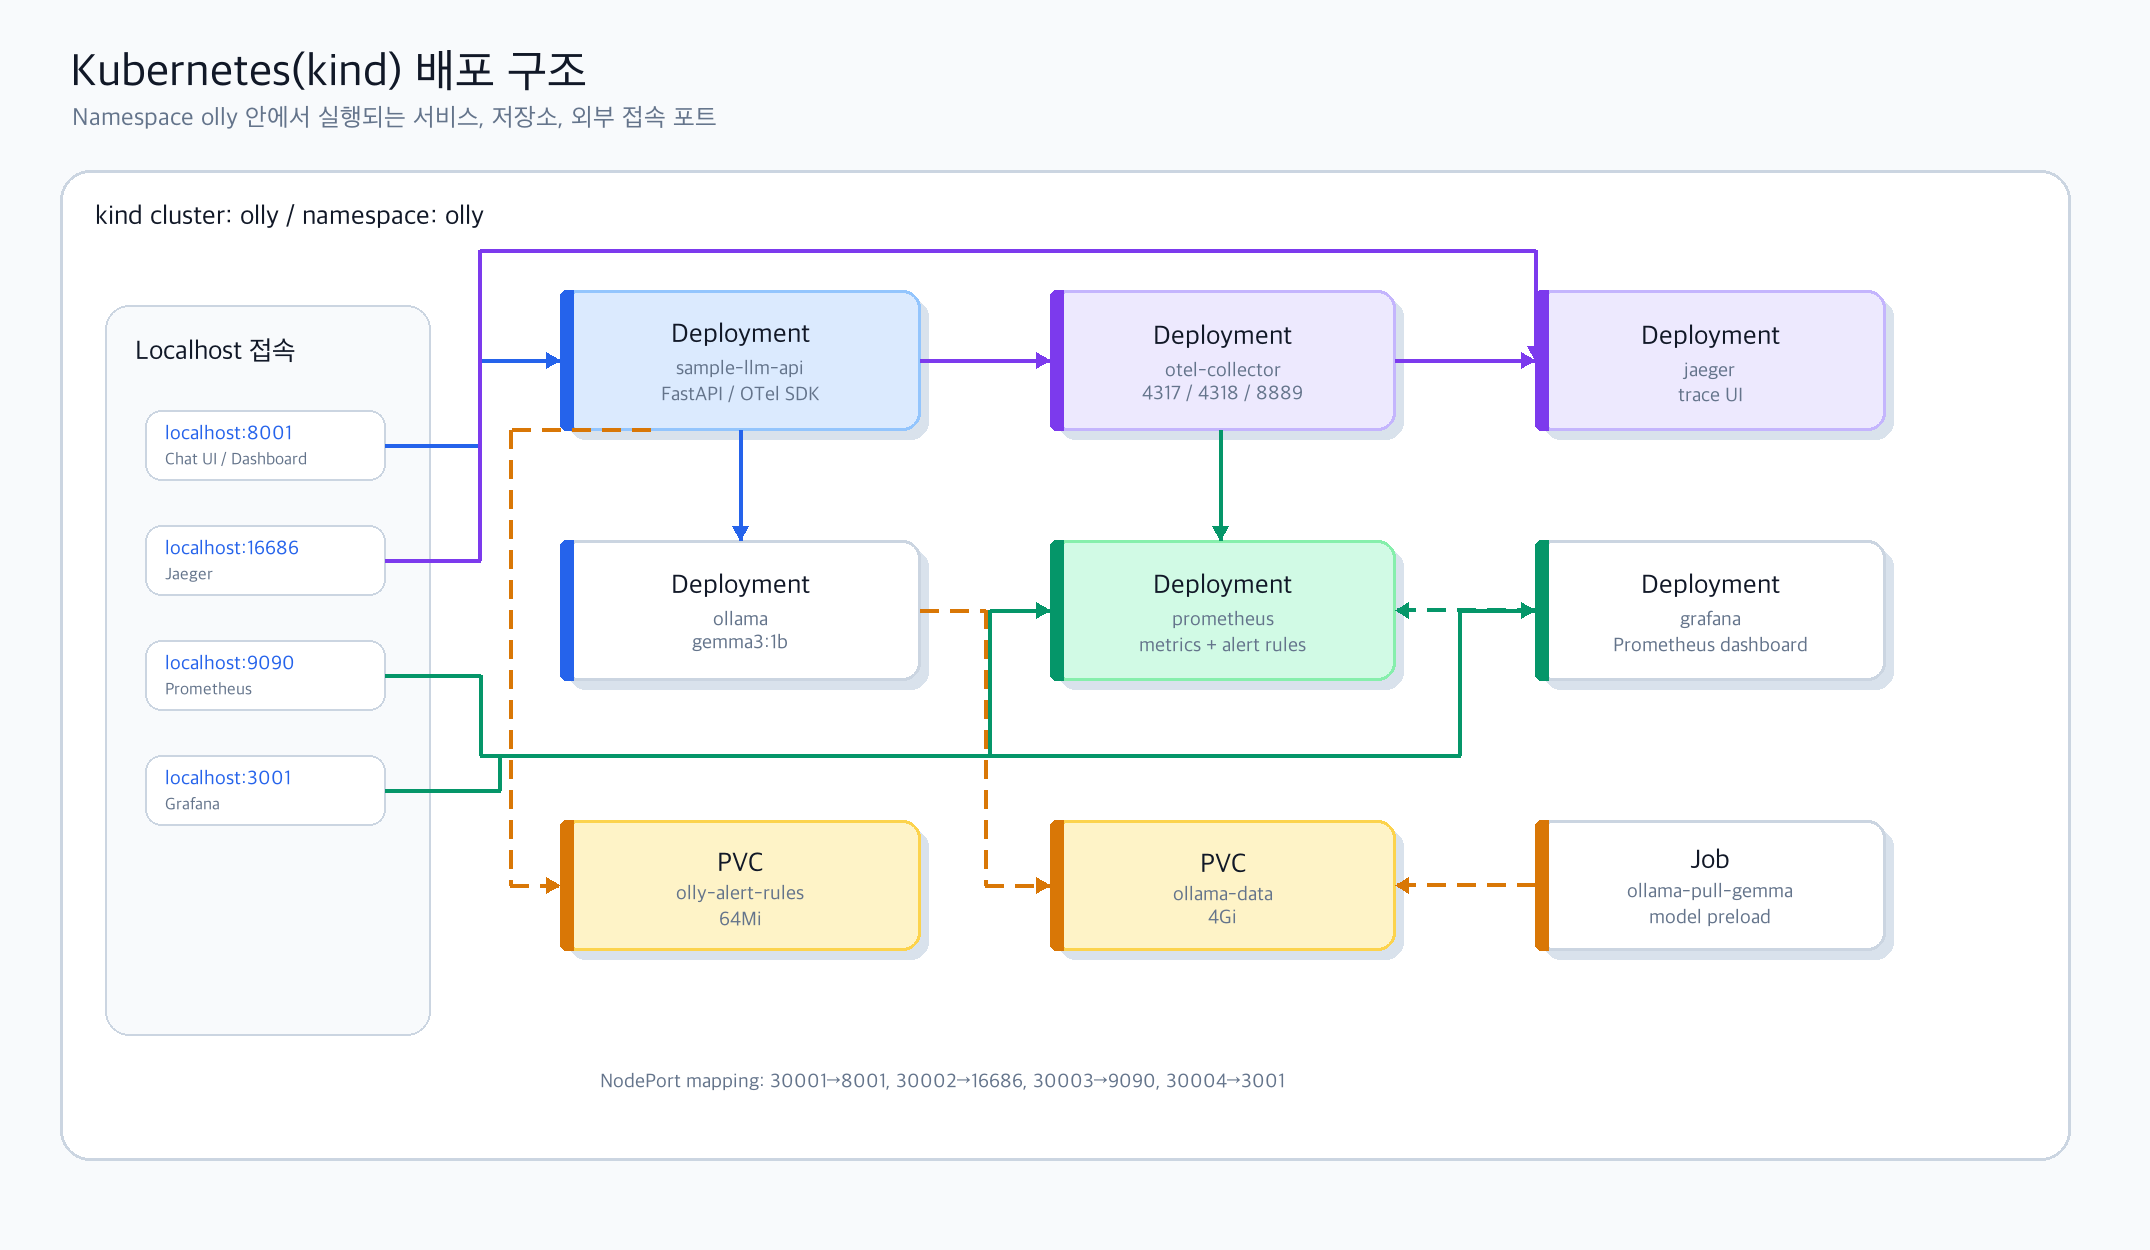 Kubernetes(kind) 배포 구조
Namespace olly 안에서 실행되는 서비스, 저장소, 외부 접속 포트
kind cluster: olly / namespace: olly
Localhost 접속
localhost:8001
Chat UI / Dashboard
localhost:16686
Jaeger
localhost:9090
Prometheus
localhost:3001
Grafana
Deployment
sample-llm-api
FastAPI / OTel SDK
Deployment
otel-collector
4317 / 4318 / 8889
Deployment
jaeger
trace UI
Deployment
ollama
gemma3:1b
Deployment
prometheus
metrics + alert rules
Deployment
grafana
Prometheus dashboard
PVC
olly-alert-rules
64Mi
PVC
ollama-data
4Gi
Job
ollama-pull-gemma
model preload
NodePort mapping: 30001→8001, 30002→16686, 30003→9090, 30004→3001